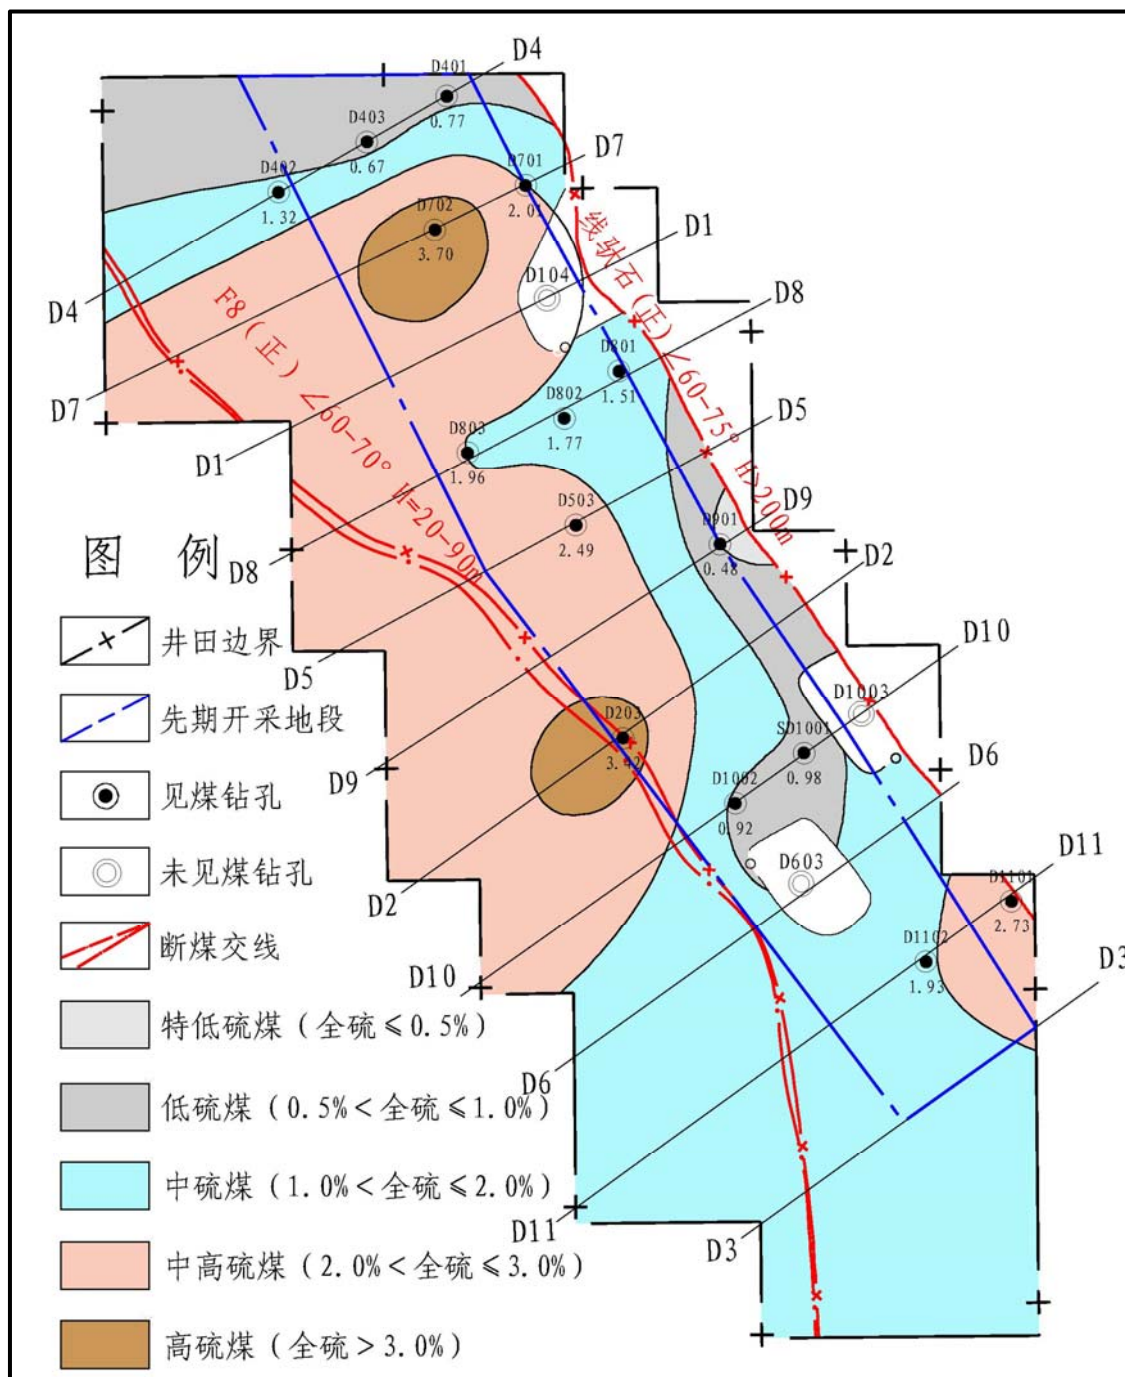 D4
D401
0.77
D403
0.67
D402
1.32
D7
D701
2.01
D702
3.70
D1
D104
线驮石(正)∠60-75° H>200m
F8(正)∠60-70° H=20-90m
D4
D8
D801
1.51
D802
1.77
D803
1.96
D7
D5
D1
D503
2.49
D9
D901
0.48
D8
D2
D5
D10
D1003
D203
3.42
SD1001
0.98
D1002
0.92
D9
D6
D603
D2
D11
D1101
2.73
D1102
1.93
D10
D3
D6
D11
D3
图 例
井田边界
先期开采地段
见煤钻孔
未见煤钻孔
断煤交线
特低硫煤(全硫≤0.5%)
低硫煤(0.5%<全硫≤1.0%)
中硫煤(1.0%<全硫≤2.0%)
中高硫煤(2.0%<全硫≤3.0%)
高硫煤(全硫>3.0%)